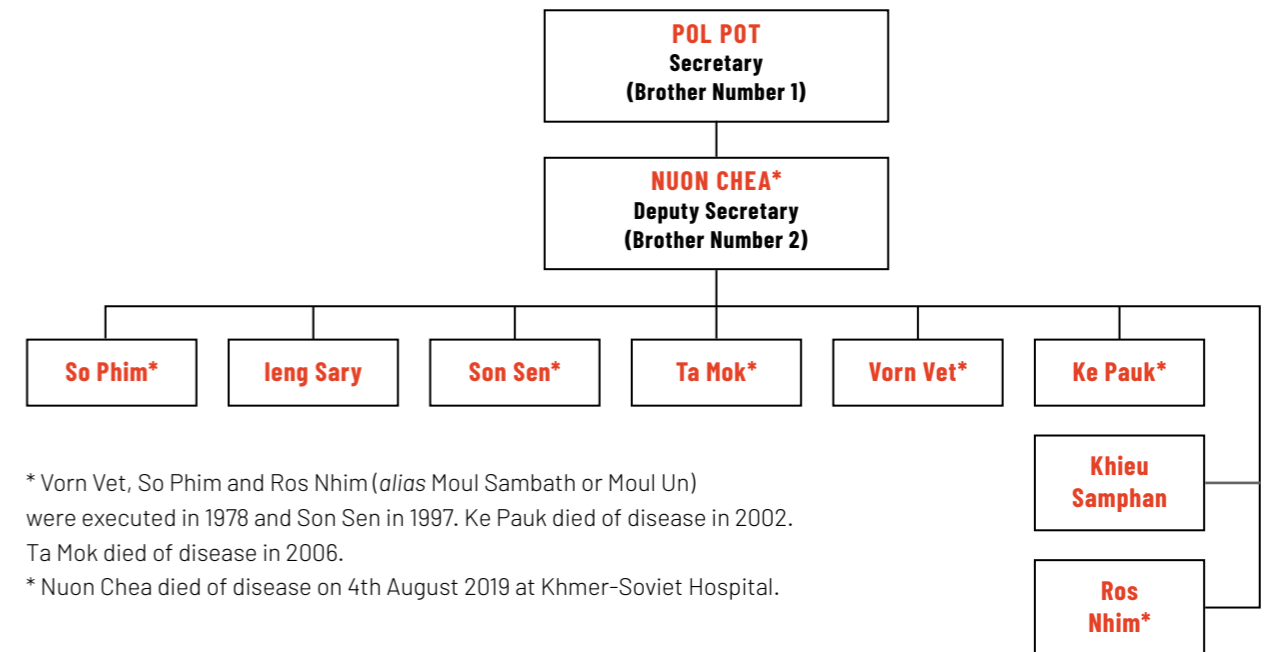 POL POT
Secretary
(Brother Number 1)
NUON CHEA*
Deputy Secretary
(Brother Number 2)
So Phim*
Ieng Sary
Son Sen*
Ta Mok*
Vorn Vet*
Ke Pauk*
Khieu
Samphan
Ros
Nhim*
* Vorn Vet, So Phim and Ros Nhim (alias Moul Sambath or Moul Un)
were executed in 1978 and Son Sen in 1997. Ke Pauk died of disease in 2002.
Ta Mok died of disease in 2006.
* Nuon Chea died of disease on 4th August 2019 at Khmer-Soviet Hospital.